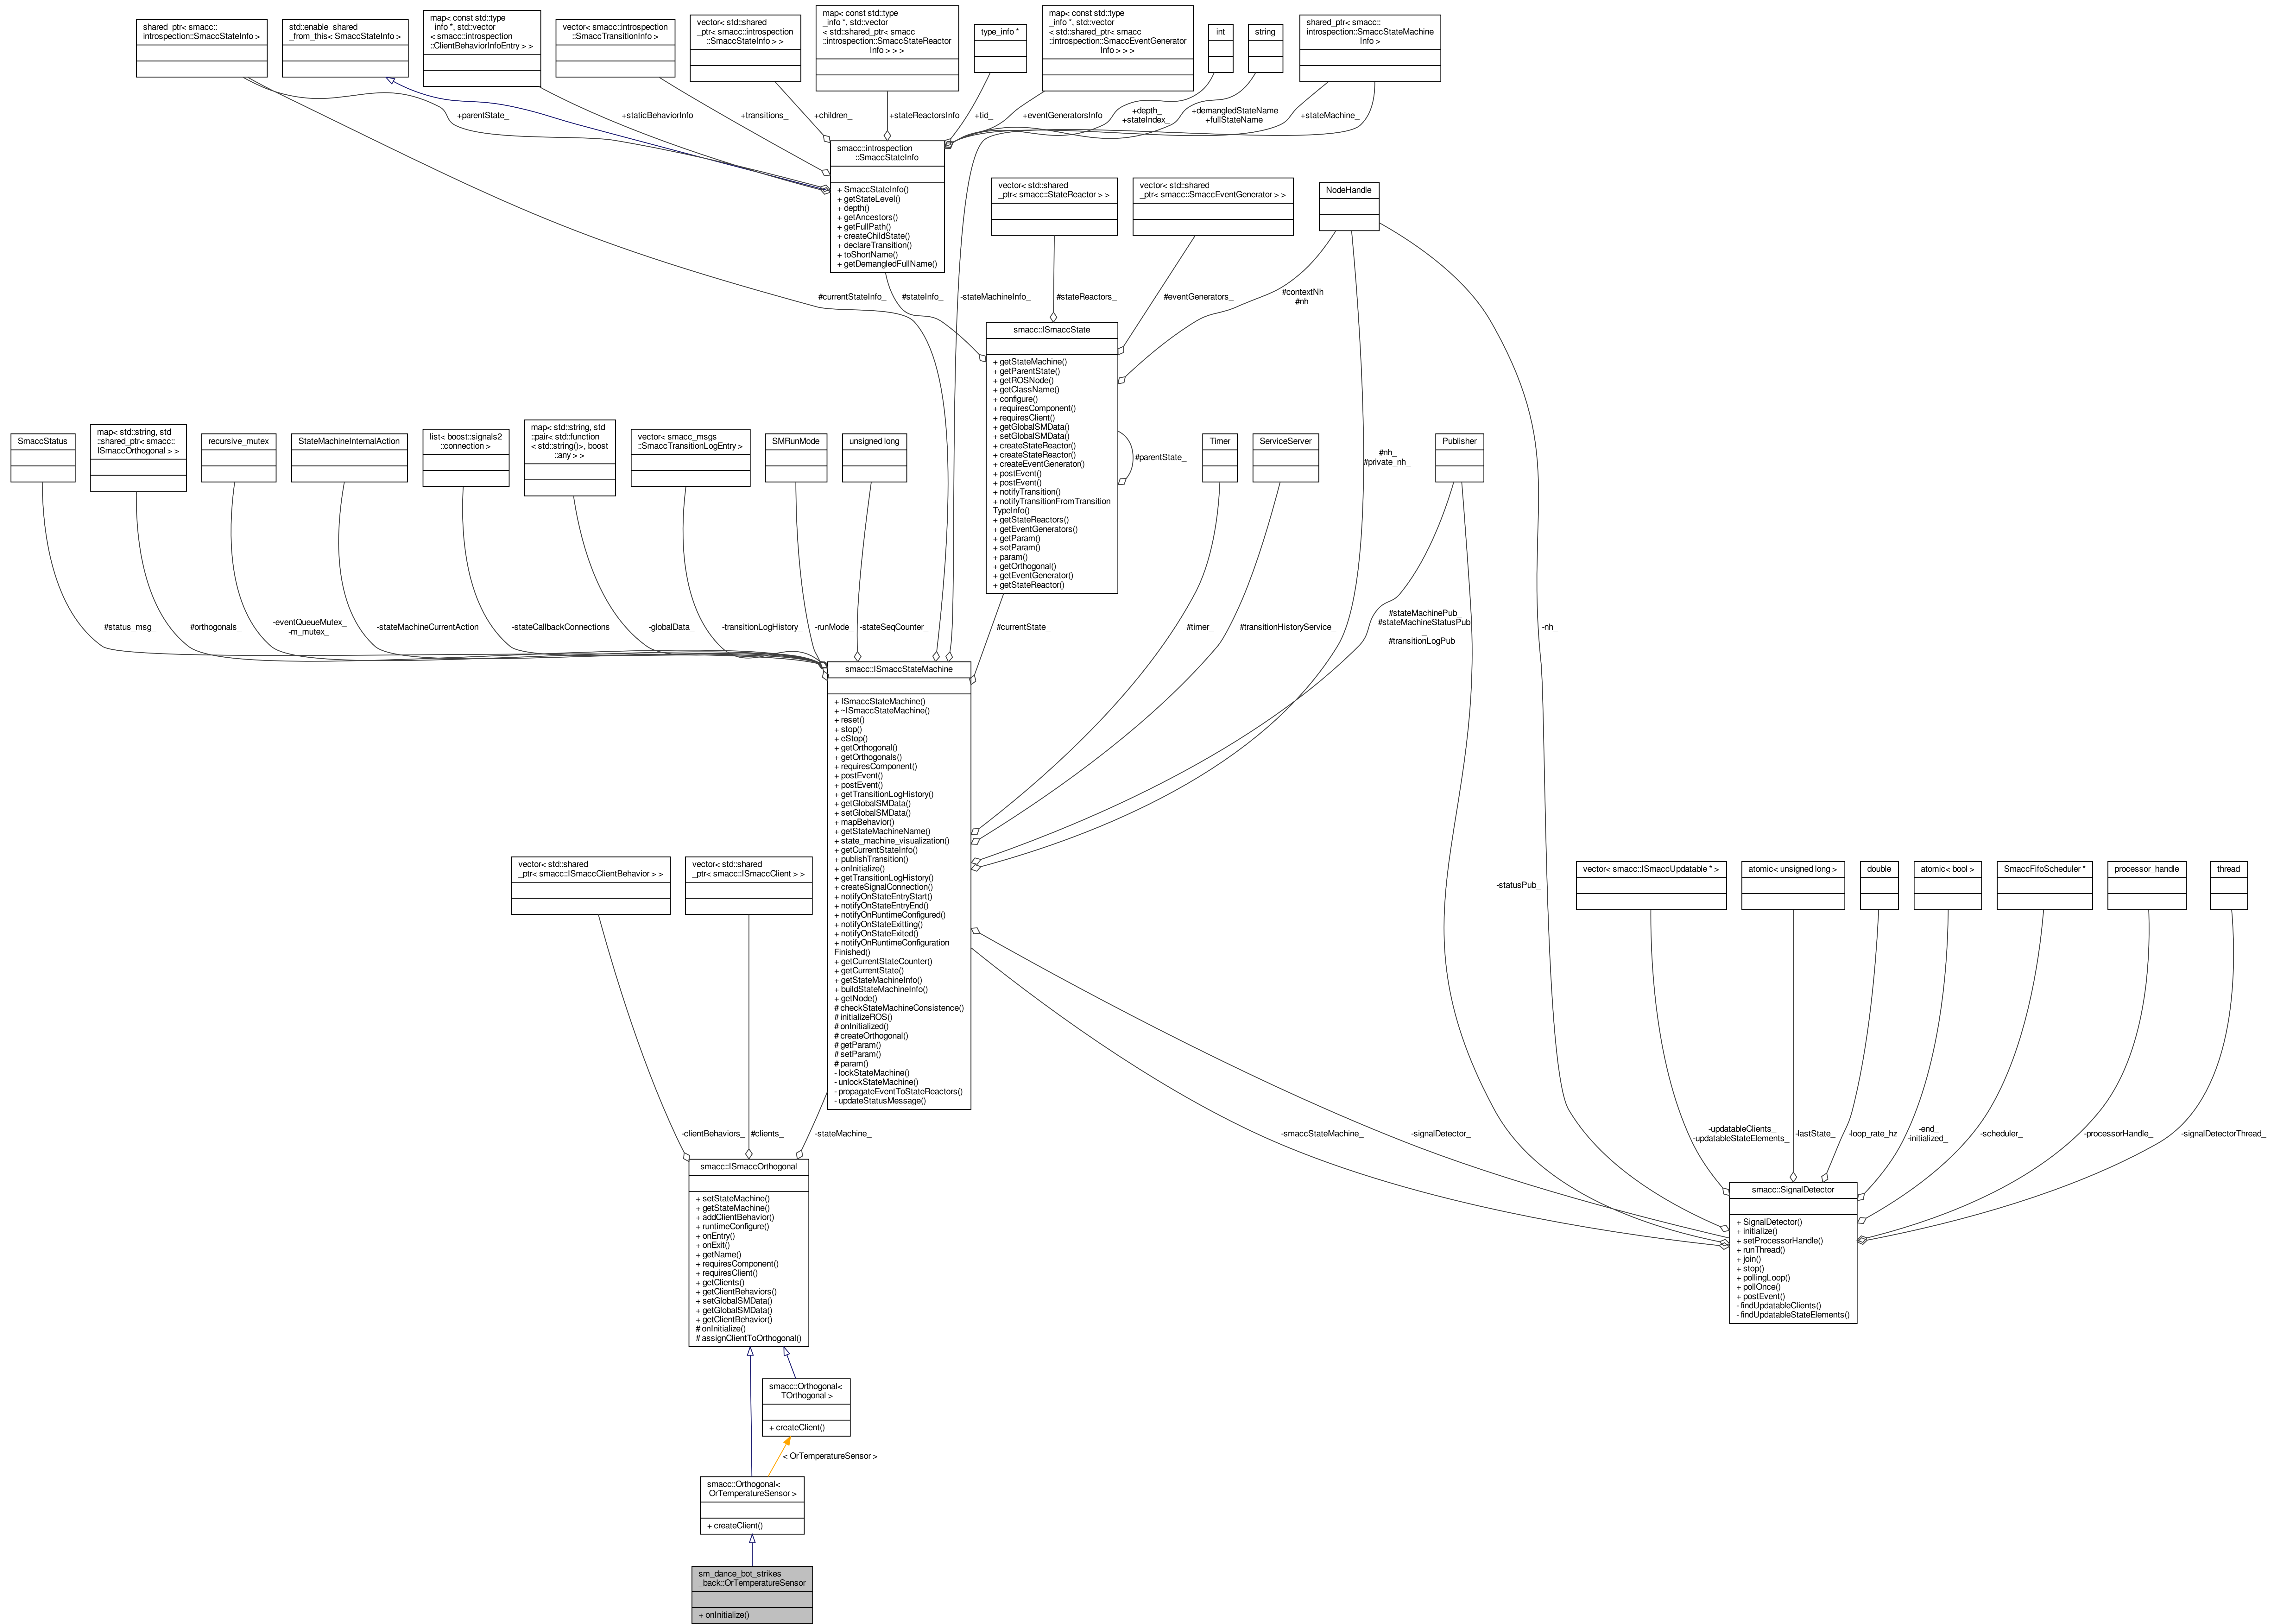 shared_ptr< smacc::
introspection::SmaccStateInfo >
std::enable_shared
_from_this< SmaccStateInfo >
map< const std::type
_info *, std::vector
< smacc::introspection
::ClientBehaviorInfoEntry > >
vector< smacc::introspection
::SmaccTransitionInfo >
vector< std::shared
_ptr< smacc::introspection
::SmaccStateInfo > >
map< const std::type
_info *, std::vector
< std::shared_ptr< smacc
::introspection::SmaccStateReactor
Info > > >
type_info *
map< const std::type
_info *, std::vector
< std::shared_ptr< smacc
::introspection::SmaccEventGenerator
Info > > >
int
string
shared_ptr< smacc::
introspection::SmaccStateMachine
Info >
+parentState_
+staticBehaviorInfo
+transitions_
+children_
+stateReactorsInfo
+tid_
+eventGeneratorsInfo
+depth_
+stateIndex_
+demangledStateName
+fullStateName
+stateMachine_
smacc::introspection
::SmaccStateInfo
+ SmaccStateInfo()
+ getStateLevel()
+ depth()
+ getAncestors()
+ getFullPath()
+ createChildState()
+ declareTransition()
+ toShortName()
+ getDemangledFullName()
vector< std::shared
_ptr< smacc::StateReactor > >
vector< std::shared
_ptr< smacc::SmaccEventGenerator > >
NodeHandle
#currentStateInfo_
#stateInfo_
-stateMachineInfo_
#stateReactors_
#eventGenerators_
#contextNh
#nh
smacc::ISmaccState
+ getStateMachine()
+ getParentState()
+ getROSNode()
+ getClassName()
+ configure()
+ requiresComponent()
+ requiresClient()
+ getGlobalSMData()
+ setGlobalSMData()
+ createStateReactor()
+ createStateReactor()
+ createEventGenerator()
+ postEvent()
+ postEvent()
+ notifyTransition()
+ notifyTransitionFromTransition
TypeInfo()
+ getStateReactors()
+ getEventGenerators()
+ getParam()
+ setParam()
+ param()
+ getOrthogonal()
+ getEventGenerator()
+ getStateReactor()
#parentState_
SmaccStatus
map< std::string, std
::shared_ptr< smacc::
ISmaccOrthogonal > >
recursive_mutex
StateMachineInternalAction
list< boost::signals2
::connection >
map< std::string, std
::pair< std::function
< std::string()>, boost
::any > >
vector< smacc_msgs
::SmaccTransitionLogEntry >
SMRunMode
unsigned long
Timer
ServiceServer
#nh_
#private_nh_
Publisher
#status_msg_
#orthogonals_
-eventQueueMutex_
-m_mutex_
-stateMachineCurrentAction
-stateCallbackConnections
-globalData_
-transitionLogHistory_
-runMode_
-stateSeqCounter_
#currentState_
#timer_
#transitionHistoryService_
#stateMachinePub_
#stateMachineStatusPub
_
#transitionLogPub_
-nh_
smacc::ISmaccStateMachine
+ ISmaccStateMachine()
+ ~ISmaccStateMachine()
+ reset()
+ stop()
+ eStop()
+ getOrthogonal()
+ getOrthogonals()
+ requiresComponent()
+ postEvent()
+ postEvent()
+ getTransitionLogHistory()
+ getGlobalSMData()
+ setGlobalSMData()
+ mapBehavior()
+ getStateMachineName()
+ state_machine_visualization()
+ getCurrentStateInfo()
+ publishTransition()
+ onInitialize()
+ getTransitionLogHistory()
+ createSignalConnection()
+ notifyOnStateEntryStart()
+ notifyOnStateEntryEnd()
+ notifyOnRuntimeConfigured()
+ notifyOnStateExitting()
+ notifyOnStateExited()
+ notifyOnRuntimeConfiguration
Finished()
+ getCurrentStateCounter()
+ getCurrentState()
+ getStateMachineInfo()
+ buildStateMachineInfo()
+ getNode()
# checkStateMachineConsistence()
# initializeROS()
# onInitialized()
# createOrthogonal()
# getParam()
# setParam()
# param()
- lockStateMachine()
- unlockStateMachine()
- propagateEventToStateReactors()
- updateStatusMessage()
vector< std::shared
_ptr< smacc::ISmaccClientBehavior > >
vector< std::shared
_ptr< smacc::ISmaccClient > >
-statusPub_
vector< smacc::ISmaccUpdatable * >
atomic< unsigned long >
double
atomic< bool >
SmaccFifoScheduler *
processor_handle
thread
-clientBehaviors_
#clients_
-stateMachine_
-smaccStateMachine_
-signalDetector_
-updatableClients_
-updatableStateElements_
-lastState_
-loop_rate_hz
-end_
-initialized_
-scheduler_
-processorHandle_
-signalDetectorThread_
smacc::ISmaccOrthogonal
+ setStateMachine()
+ getStateMachine()
+ addClientBehavior()
+ runtimeConfigure()
+ onEntry()
+ onExit()
+ getName()
+ requiresComponent()
+ requiresClient()
+ getClients()
+ getClientBehaviors()
+ setGlobalSMData()
+ getGlobalSMData()
+ getClientBehavior()
# onInitialize()
# assignClientToOrthogonal()
smacc::SignalDetector
+ SignalDetector()
+ initialize()
+ setProcessorHandle()
+ runThread()
+ join()
+ stop()
+ pollingLoop()
+ pollOnce()
+ postEvent()
- findUpdatableClients()
- findUpdatableStateElements()
smacc::Orthogonal<
TOrthogonal >
+ createClient()
< OrTemperatureSensor >
smacc::Orthogonal<
OrTemperatureSensor >
+ createClient()
sm_dance_bot_strikes
_back::OrTemperatureSensor
+ onInitialize()